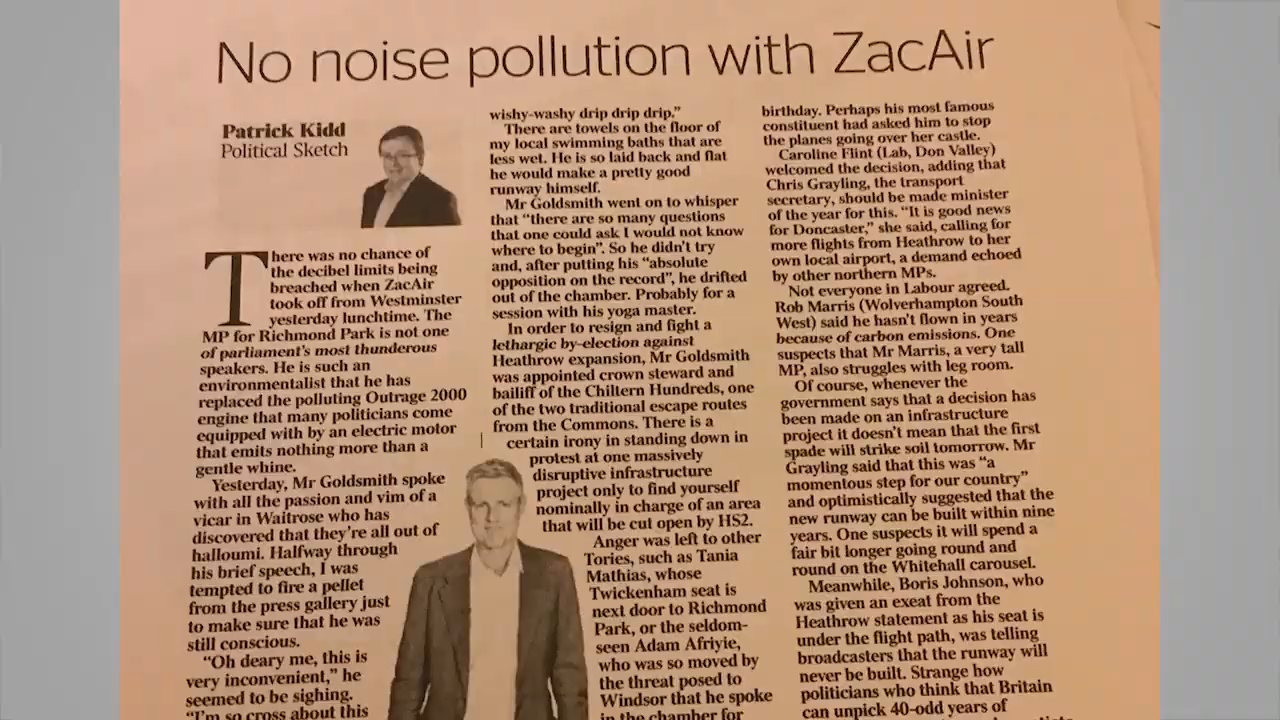 No noise pollution with ZacAir
Patrick Kidd
Political Sketch
There was no chance of
the decibel limits being
breached when ZacAir
took off from Westminster
yesterday lunchtime. The
MP for Richmond Park is not one
of parliament's most thunderous
speakers. He is such an
environmentalist that he has
replaced the polluting Outrage 2000
engine that many politicians come
equipped with by an electric motor
that emits nothing more than a
gentle whine.
Yesterday, Mr Goldsmith spoke
with all the passion and vim of a
vicar in Waitrose who has
discovered that they're all out of
halloumi. Halfway through
his brief speech, I was
tempted to fire a pellet
from the press gallery just
to make sure that he was
still conscious.
"Oh deary me, this is
very inconvenient," he
seemed to be sighing.
"I'm so cross about this
wishy-washy drip drip drip."
There are towels on the floor of
my local swimming baths that are
less wet. He is so laid back and flat
he would make a pretty good
runway himself.
Mr Goldsmith went on to whisper
that "there are so many questions
that one could ask I would not know
where to begin". So he didn't try
and, after putting his "absolute
opposition on the record", he drifted
out of the chamber. Probably for a
session with his yoga master.
In order to resign and fight a
lethargic by-election against
Heathrow expansion, Mr Goldsmith
was appointed crown steward and
bailiff of the Chiltern Hundreds, one
of the two traditional escape routes
from the Commons. There is a
certain irony in standing down in
protest at one massively
disruptive infrastructure
project only to find yourself
nominally in charge of an area
that will be cut open by HS2.
Anger was left to other
Tories, such as Tania
Mathias, whose
Twickenham seat is
next door to Richmond
Park, or the seldom-
seen Adam Afriyie,
who was so moved by
the threat posed to
Windsor that he spoke
in the chamber for
birthday. Perhaps his most famous
constituent had asked him to stop
the planes going over her castle.
Caroline Flint (Lab, Don Valley)
welcomed the decision, adding that
Chris Grayling, the transport
secretary, should be made minister
of the year for this. "It is good news
for Doncaster," she said, calling for
more flights from Heathrow to her
own local airport, a demand echoed
by other northern MPs.
Not everyone in Labour agreed.
Rob Marris (Wolverhampton South
West) said he hasn't flown in years
because of carbon emissions. One
suspects that Mr Marris, a very tall
MP, also struggles with leg room.
Of course, whenever the
government says that a decision has
been made on an infrastructure
project it doesn't mean that the first
spade will strike soil tomorrow. Mr
Grayling said that this was "a
momentous step for our country"
and optimistically suggested that the
new runway can be built within nine
years. One suspects it will spend a
fair bit longer going round and
round on the Whitehall carousel.
Meanwhile, Boris Johnson, who
was given an exeat from the
Heathrow statement as his seat is
under the flight path, was telling
broadcasters that the runway will
never be built. Strange how
politicians who think that Britain
can unpick 40-odd years of